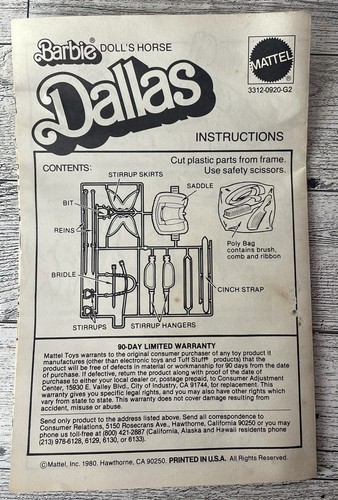 Barbie® DOLL'S HORSE
Dallas
MATTEL
3312-0920-G2
INSTRUCTIONS
CONTENTS:
Cut plastic parts from frame.
Use safety scissors.
STIRRUP SKIRTS
SADDLE
BIT
REINS
Poly Bag
contains brush,
comb and ribbon
BRIDLE
CINCH STRAP
STIRRUPS
STIRRUP HANGERS
90-DAY LIMITED WARRANTY
Mattel Toys warrants to the original consumer purchaser of any toy product it
manufactures (other than electronic toys and Tuff Stuff® products) that the
product will be free of defects in material or workmanship for 90 days from the date
of purchase. If defective, return the product along with proof of the date of
purchase to either your local dealer or, postage prepaid, to Consumer Adjustment
Center, 15930 E. Valley Blvd., City of Industry, CA 91744, for replacement. This
warranty gives you specific legal rights, and you may also have other rights which
vary from state to state. This warranty does not cover damage resulting from
accident, misuse or abuse.
Send only product to the address listed above. Send all correspondence to
Consumer Relations, 5150 Rosecrans Ave., Hawthorne, California 90250 or you may
phone us toll-free at (800) 421-2887 (California, Alaska and Hawaii residents phone
(213) 978-6128, 6129, 6130, or 6133).
©Mattel, Inc. 1980. Hawthorne, CA 90250. PRINTED IN U.S.A. All Rights Reserved.